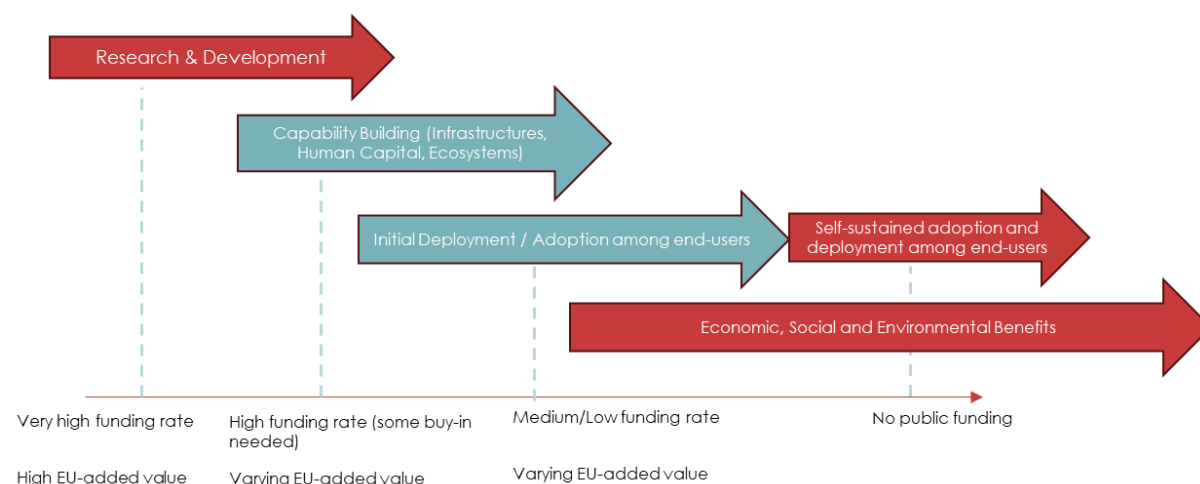 Research & Development
Capability Building (Infrastructures,
Human Capital, Ecosystems)
Initial Deployment / Adoption among end-users
Self-sustained adoption and
deployment among end-users
Economic, Social and Environmental Benefits
Very high funding rate
High funding rate (some buy-in
needed)
Medium/Low funding rate
No public funding
High EU-added value
Varying EU-added value
Varying EU-added value